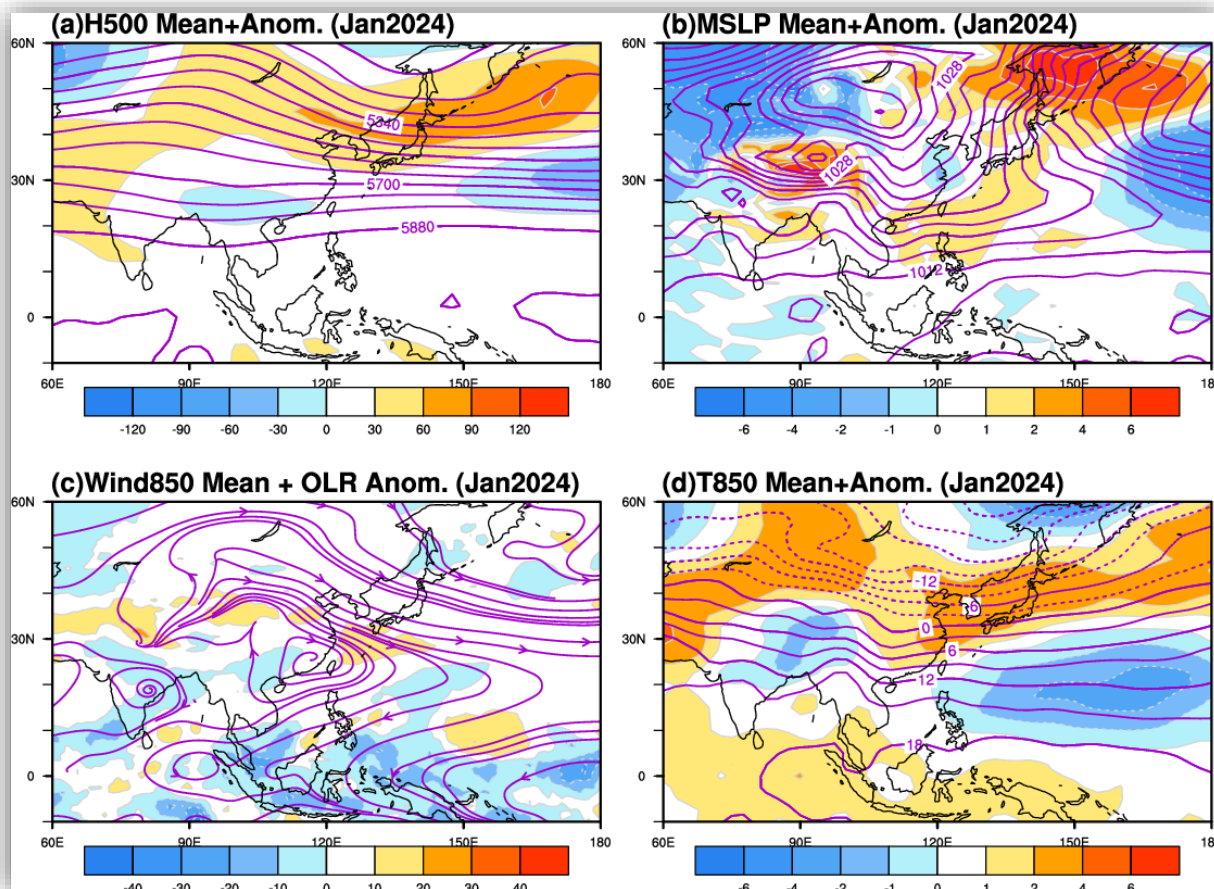 (a)H500 Mean+Anom. (Jan2024)
60N
30N
0
5340
5700
5880
60E 90E 120E 150E 180
-120 -90 -60 -30 0 30 60 90 120
(b)MSLP Mean+Anom. (Jan2024)
60N
30N
0
1028
1028
1012
60E 90E 120E 150E 180
-6 -4 -2 -1 0 1 2 4 6
(c)Wind850 Mean + OLR Anom. (Jan2024)
60N
30N
0
60E 90E 120E 150E 180
-40 -30 -20 -10 0 10 20 30 40
(d)T850 Mean+Anom. (Jan2024)
60N
30N
0
-12
0
6
12
18
60E 90E 120E 150E 180
-6 -4 -2 -1 0 1 2 4 6